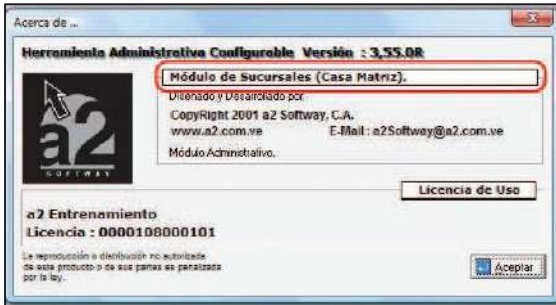 Acerca de ...
Herramienta Administrativa Configurable Versión : 3,55.0R
Módulo de Sucursales (Casa Matriz).
Disenado y Desarrollado por:
CopyRight 2001 a2 Softway, C.A.
www.a2.com.ve E-Mail : a2Softway@a2.com.ve
Módulo Administrativo.
a2
SOFTWAY
Licencia de Uso
a2 Entrenamiento
Licencia : 0000108000101
La reproducción o distribución no autorizada
de este producto o de sus partes es penalizada
por la ley.
Aceptar